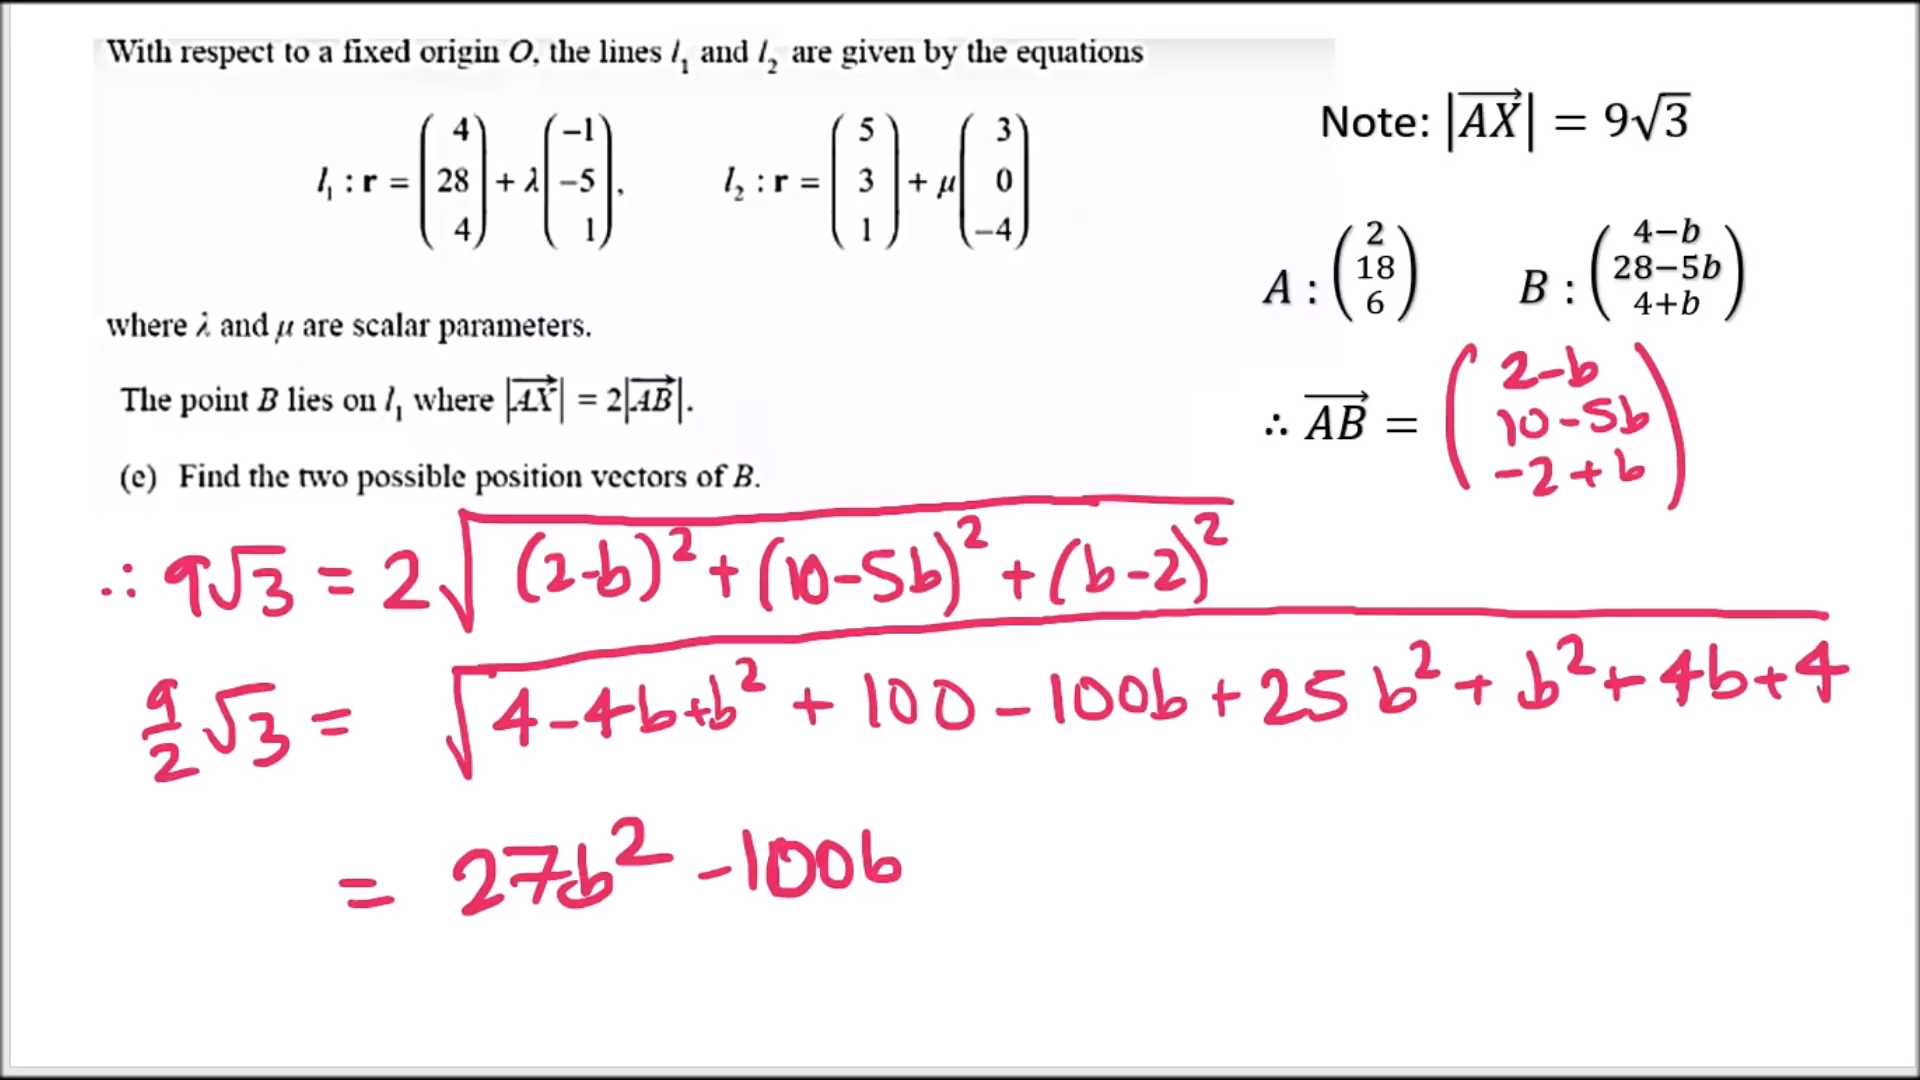 With respect to a fixed origin O, the lines l₁ and l₂ are given by the equations
l₁ : r = (4 28 4) + λ(−1 −5 1), l₂ : r = (5 3 1) + μ(3 0 −4)
where λ and μ are scalar parameters.
The point B lies on l₁ where |AX⃗| = 2|AB⃗|.
(e) Find the two possible position vectors of B.
Note: |AX⃗| = 9√3
A : (2 18 6) B : (4−b 28−5b 4+b)
∴ AB⃗ = (2-b 10-5b -2+b)
∴ 9√3 = 2√((2-b)² + (10-5b)² + (b-2)²)
9/2 √3 = √(4-4b+b² + 100 - 100b + 25b² + b² + 4b + 4)
= 27b² - 100b